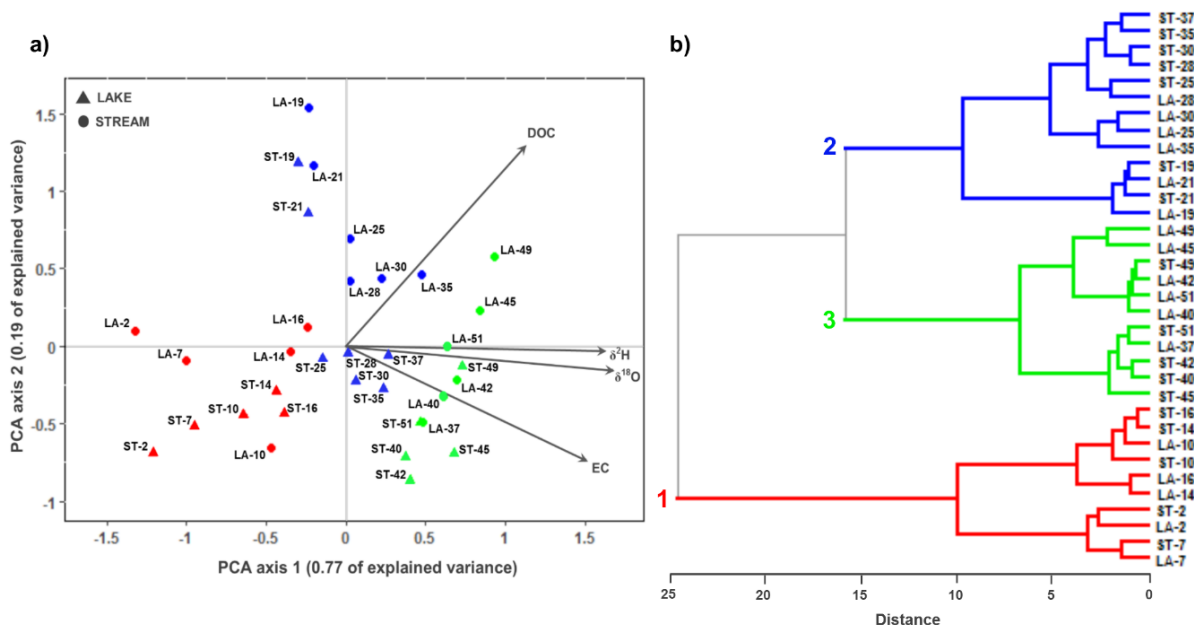 a)
LAKE
STREAM
LA-19
DOC
ST-19
LA-21
ST-21
LA-25
LA-49
LA-30
LA-28
LA-35
LA-45
LA-2
LA-16
LA-51
LA-7
LA-14
ST-25
ST-28
ST-37
δ²H
ST-49
δ¹⁸O
ST-30
ST-14
ST-35
LA-42
LA-40
ST-10
ST-16
ST-7
ST-51
LA-37
ST-2
LA-10
ST-40
ST-45
EC
ST-42
1.5
1
0.5
0
-0.5
-1
PCA axis 2 (0.19 of explained variance)
-1.5
-1
-0.5
0
0.5
1
1.5
PCA axis 1 (0.77 of explained variance)
b)
ST-37
ST-35
ST-30
ST-28
ST-25
LA-28
LA-30
LA-25
LA-35
ST-19
LA-21
ST-21
LA-19
LA-49
LA-45
ST-49
LA-42
LA-51
LA-40
ST-51
LA-37
ST-42
ST-40
ST-45
ST-16
ST-14
LA-10
ST-10
LA-16
LA-14
ST-2
LA-2
ST-7
LA-7
2
3
1
25
20
15
10
5
0
Distance